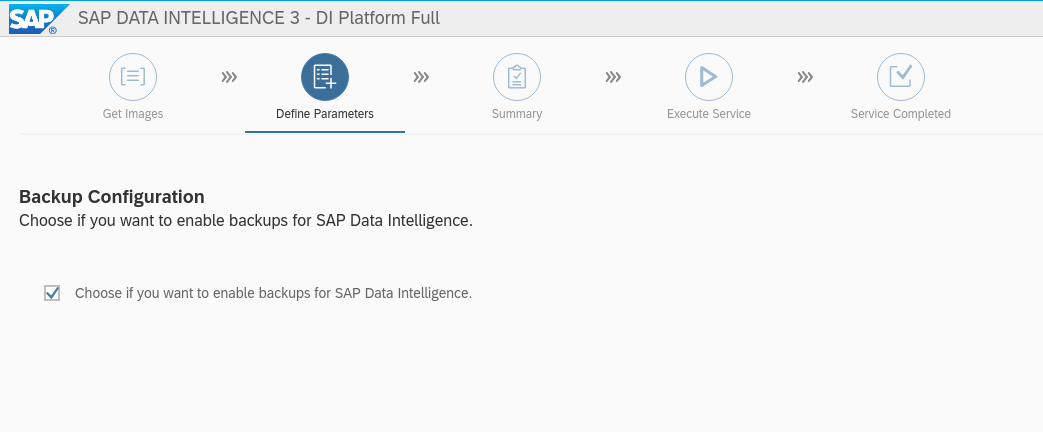 SAP ® SAP DATA INTELLIGENCE 3 - DI Platform Full
Get Images Define Parameters Summary Execute Service Service Completed
Backup Configuration
Choose if you want to enable backups for SAP Data Intelligence.
Choose if you want to enable backups for SAP Data Intelligence.